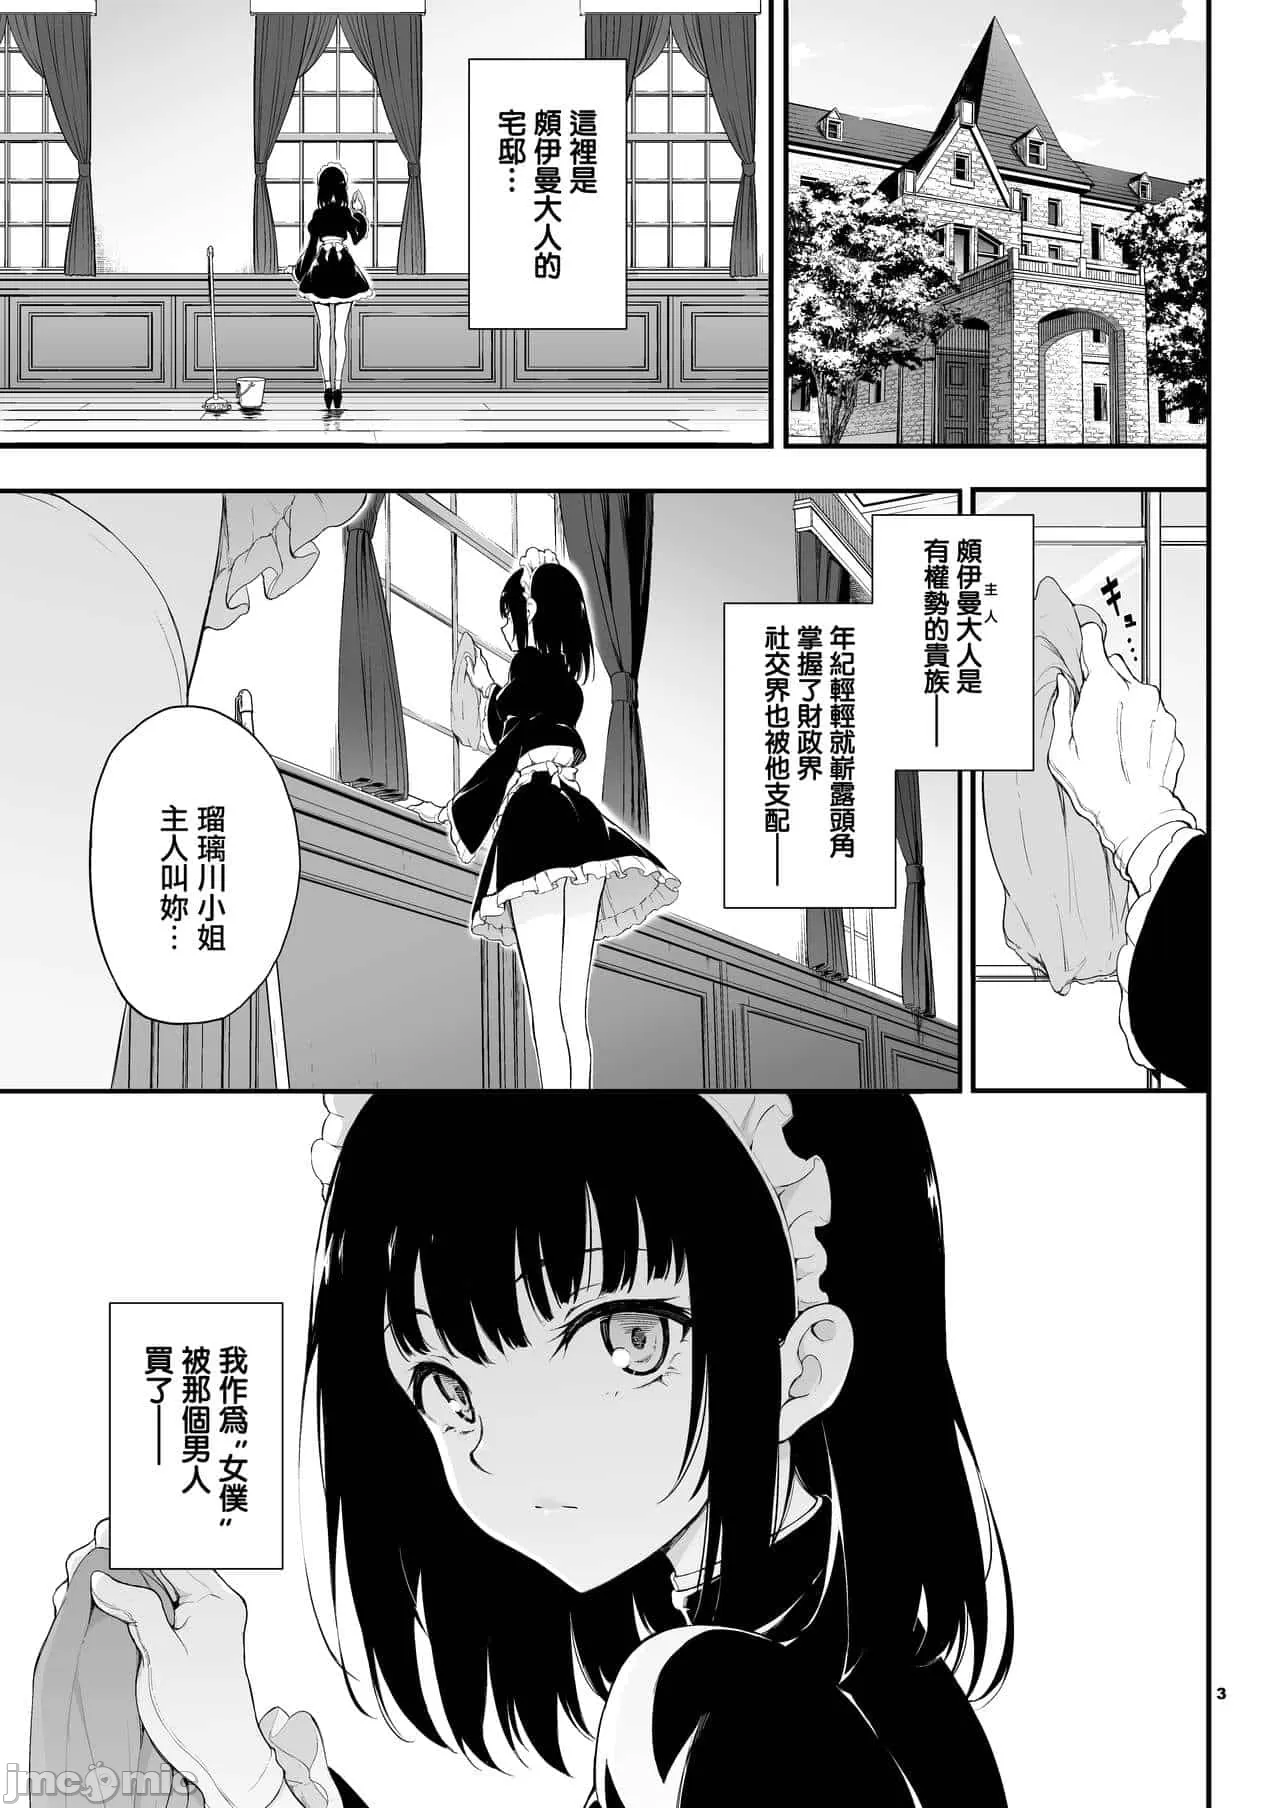 這裡是
頗伊曼大人的
宅邸…
頗伊曼大人是
主人
有權勢的貴族——
年紀輕輕就嶄露頭角
掌握了財政界
社交界也被他支配——
キュ…
瑠璃川小姐
主人叫妳…
我作為〝女僕〞
被那個男人
買了——
3
jmcomic